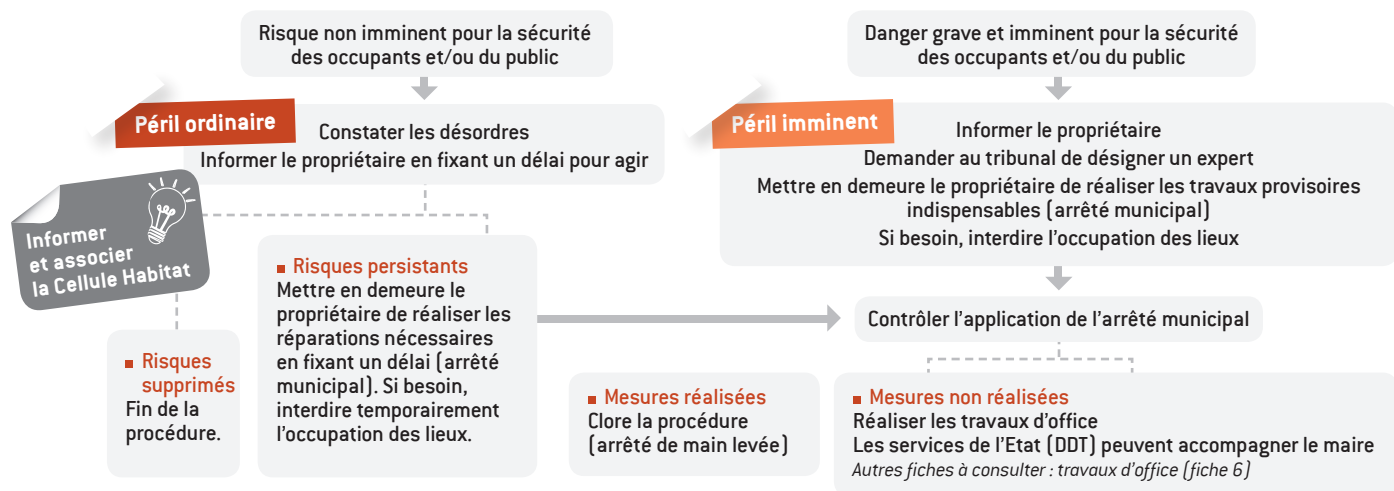 Risque non imminent pour la sécurité
des occupants et/ou du public
Péril ordinaire
Constater les désordres
Informer le propriétaire en fixant un délai pour agir
Informer
et associer
la Cellule Habitat
■ Risques
supprimés
Fin de la
procédure.
■ Risques persistants
Mettre en demeure le
propriétaire de réaliser les
réparations nécessaires
en fixant un délai (arrêté
municipal). Si besoin,
interdire temporairement
l'occupation des lieux.
Danger grave et imminent pour la sécurité
des occupants et/ou du public
Péril imminent
Informer le propriétaire
Demander au tribunal de désigner un expert
Mettre en demeure le propriétaire de réaliser les travaux provisoires
indispensables (arrêté municipal)
Si besoin, interdire l'occupation des lieux
Contrôler l'application de l'arrêté municipal
■ Mesures réalisées
Clore la procédure
(arrêté de main levée)
■ Mesures non réalisées
Réaliser les travaux d'office
Les services de l'Etat (DDT) peuvent accompagner le maire
Autres fiches à consulter : travaux d'office (fiche 6)